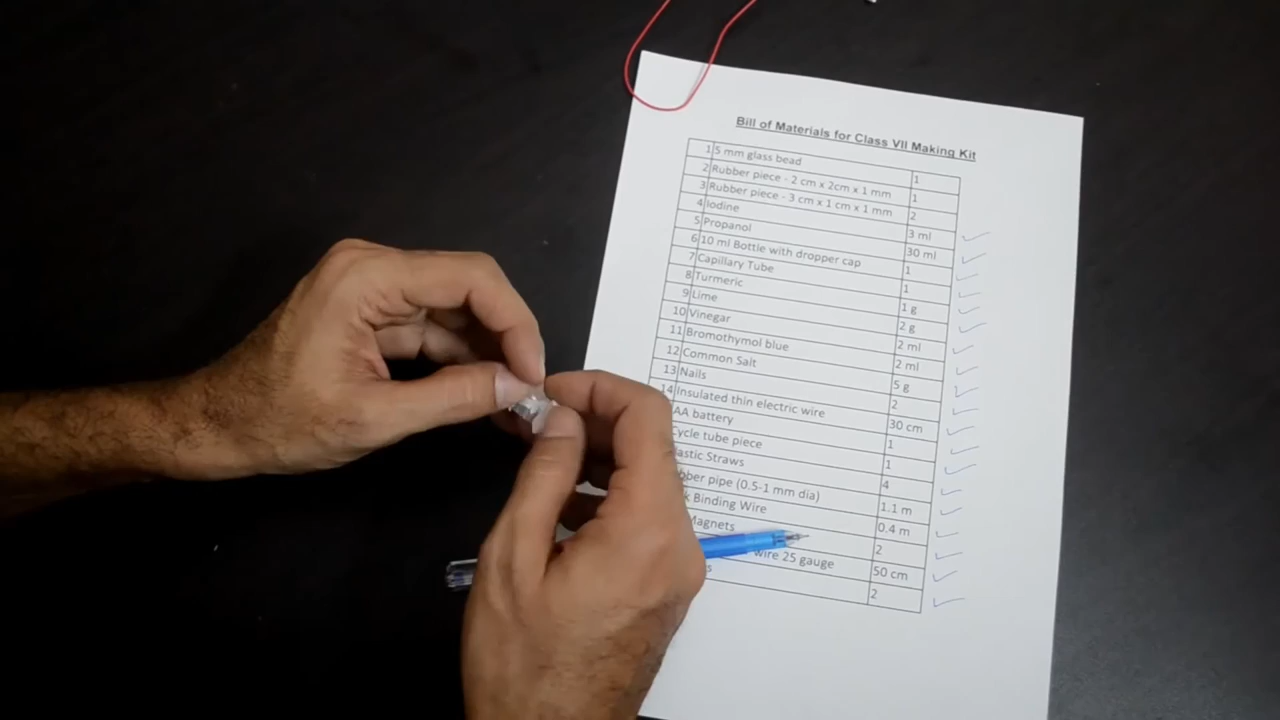 Bill of Materials for Class VII Making Kit
1 5 mm glass bead 1
2 Rubber piece - 2 cm x 2cm x 1 mm 1
3 Rubber piece - 3 cm x 1 cm x 1 mm 2
4 Iodine 3 ml
5 Propanol 30 ml
6 10 ml Bottle with dropper cap 1
7 Capillary Tube 1
8 Turmeric 1 g
9 Lime 2 g
10 Vinegar 2 ml
11 Bromothymol blue 2 ml
12 Common Salt 5 g
13 Nails 2
14 Insulated thin electric wire 30 cm
AA battery 1
Cycle tube piece 1
lastic Straws 4
bber pipe (0.5-1 mm dia) 1.1 m
k Binding Wire 0.4 m
Magnets 2
wire 25 gauge 50 cm
s 2